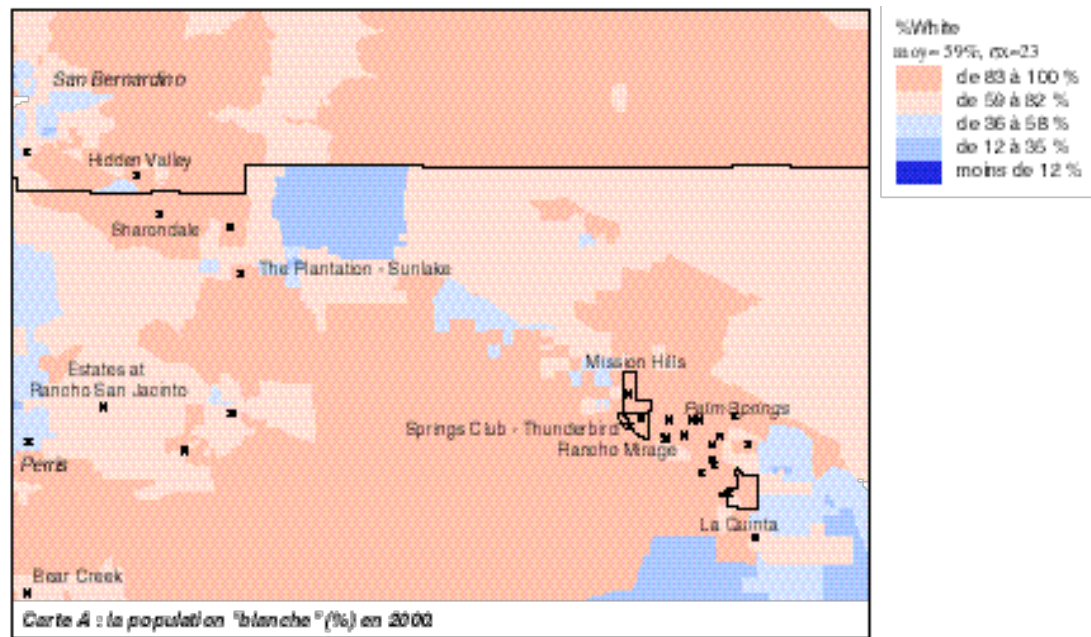 %White
moy= 59%, σx=23
de 83 à 100 %
de 59 à 82 %
de 36 à 58 %
de 12 à 35 %
moins de 12 %
San Bernardino
Hidden Valley
Sharondale
The Plantation - Sunlake
Estates at
Rancho San Jacinto
Mission Hills
Palm Springs
Springs Club - Thunderbird
Rancho Mirage
Perris
La Quinta
Bear Creek
Carte A : la population "blanche" (%) en 2000